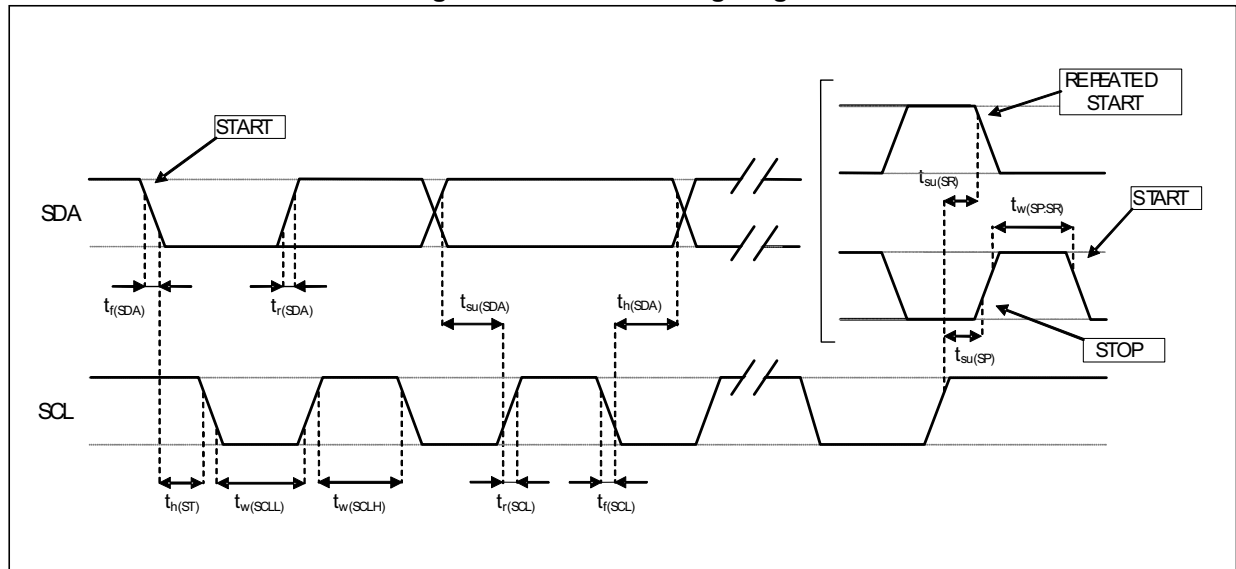 REPEATED
START
START
t_su(SR)
t_w(SP:SR)
START
SDA
t_f(SDA)
t_r(SDA)
t_su(SDA)
t_h(SDA)
t_su(SP)
STOP
SCL
t_h(ST)
t_w(SCLL)
t_w(SCLH)
t_r(SCL)
t_f(SCL)